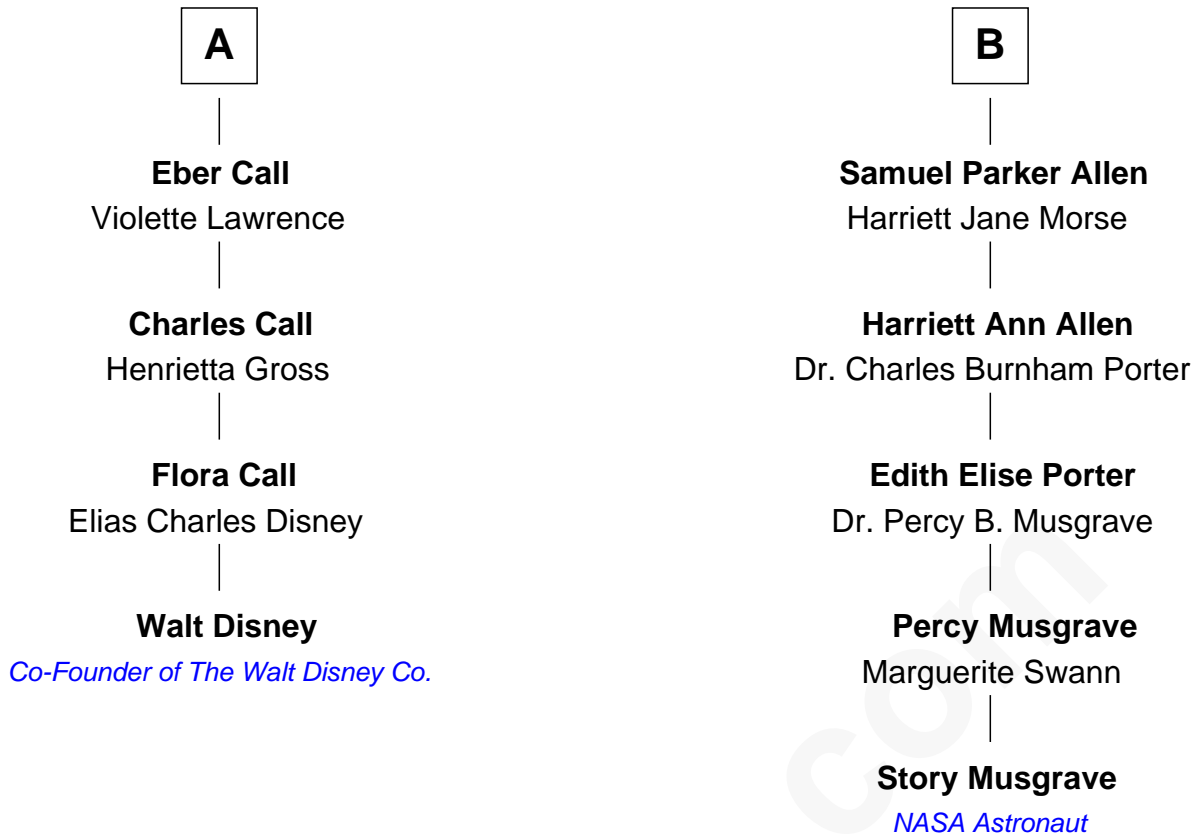 A
Eber Call
Violette Lawrence
Charles Call
Henrietta Gross
Flora Call
Elias Charles Disney
Walt Disney
Co-Founder of The Walt Disney Co.
B
Samuel Parker Allen
Harriett Jane Morse
Harriett Ann Allen
Dr. Charles Burnham Porter
Edith Elise Porter
Dr. Percy B. Musgrave
Percy Musgrave
Marguerite Swann
Story Musgrave
NASA Astronaut
com